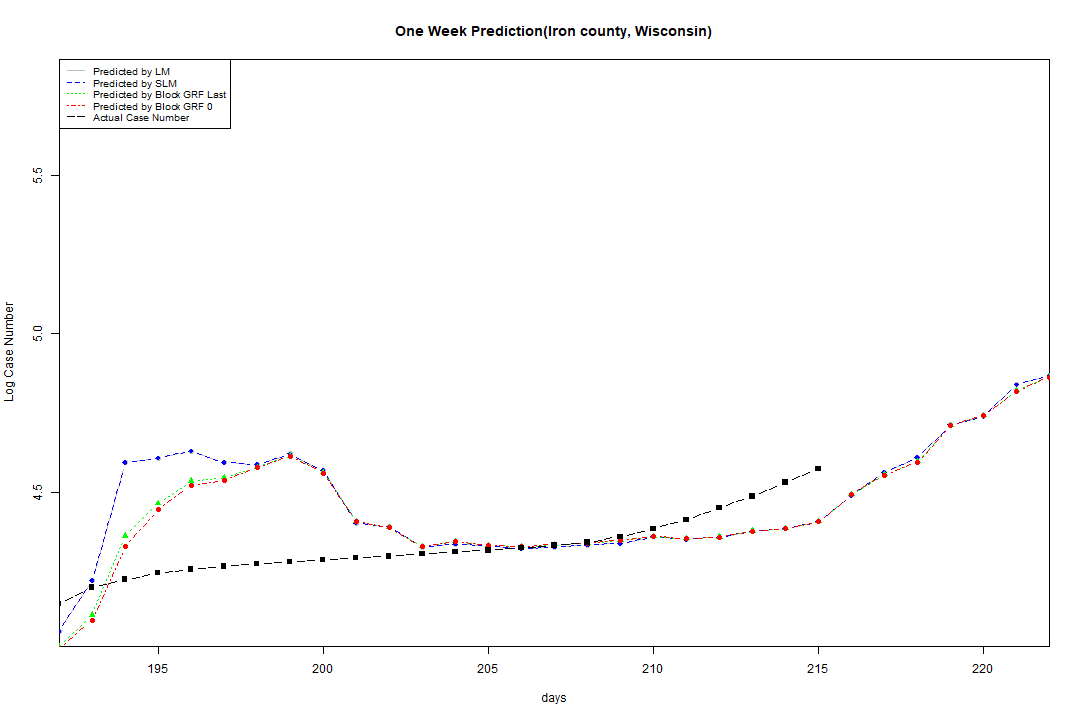 One Week Prediction(Iron county, Wisconsin)
Predicted by LM
Predicted by SLM
Predicted by Block GRF Last
Predicted by Block GRF 0
Actual Case Number
5.5
5.0
4.5
Log Case Number
195 200 205 210 215 220
days